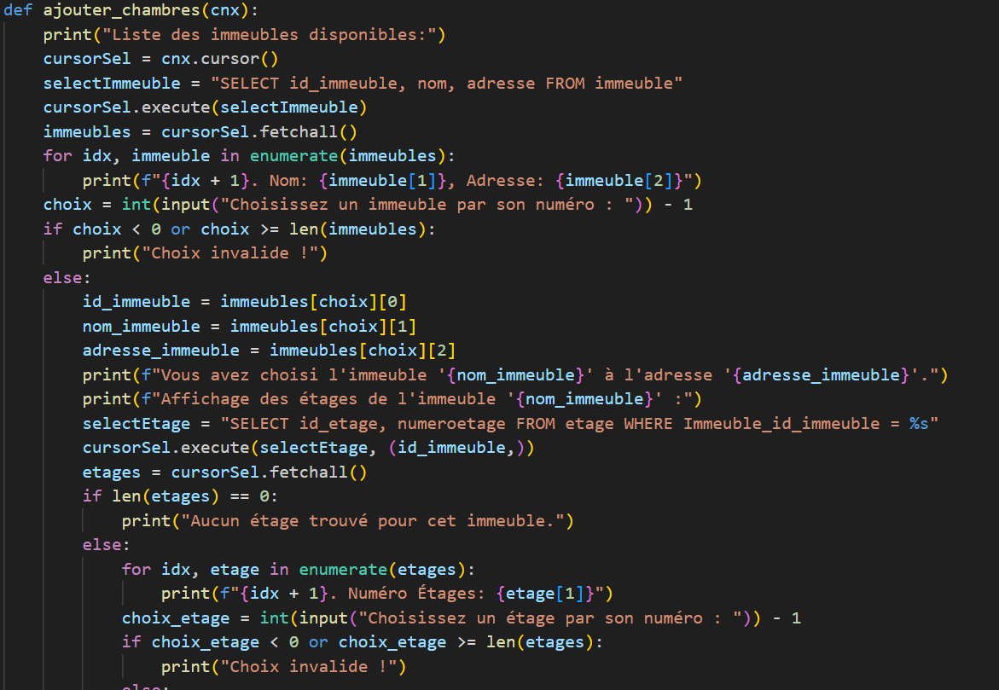 def ajouter_chambres(cnx):
    print("Liste des immeubles disponibles:")
    cursorSel = cnx.cursor()
    selectImmeuble = "SELECT id_immeuble, nom, adresse FROM immeuble"
    cursorSel.execute(selectImmeuble)
    immeubles = cursorSel.fetchall()
    for idx, immeuble in enumerate(immeubles):
        print(f"{idx + 1}. Nom: {immeuble[1]}, Adresse: {immeuble[2]}")
    choix = int(input("Choisissez un immeuble par son numéro : ")) - 1
    if choix < 0 or choix >= len(immeubles):
        print("Choix invalide !")
    else:
        id_immeuble = immeubles[choix][0]
        nom_immeuble = immeubles[choix][1]
        adresse_immeuble = immeubles[choix][2]
        print(f"Vous avez choisi l'immeuble '{nom_immeuble}' à l'adresse '{adresse_immeuble}'.")
        print(f"Affichage des étages de l'immeuble '{nom_immeuble}' :")
        selectEtage = "SELECT id_etage, numeroetage FROM etage WHERE Immeuble_id_immeuble = %s"
        cursorSel.execute(selectEtage, (id_immeuble,))
        etages = cursorSel.fetchall()
        if len(etages) == 0:
            print("Aucun étage trouvé pour cet immeuble.")
        else:
            for idx, etage in enumerate(etages):
                print(f"{idx + 1}. Numéro Étages: {etage[1]}")
            choix_etage = int(input("Choisissez un étage par son numéro : ")) - 1
            if choix_etage < 0 or choix_etage >= len(etages):
                print("Choix invalide !")
            else: